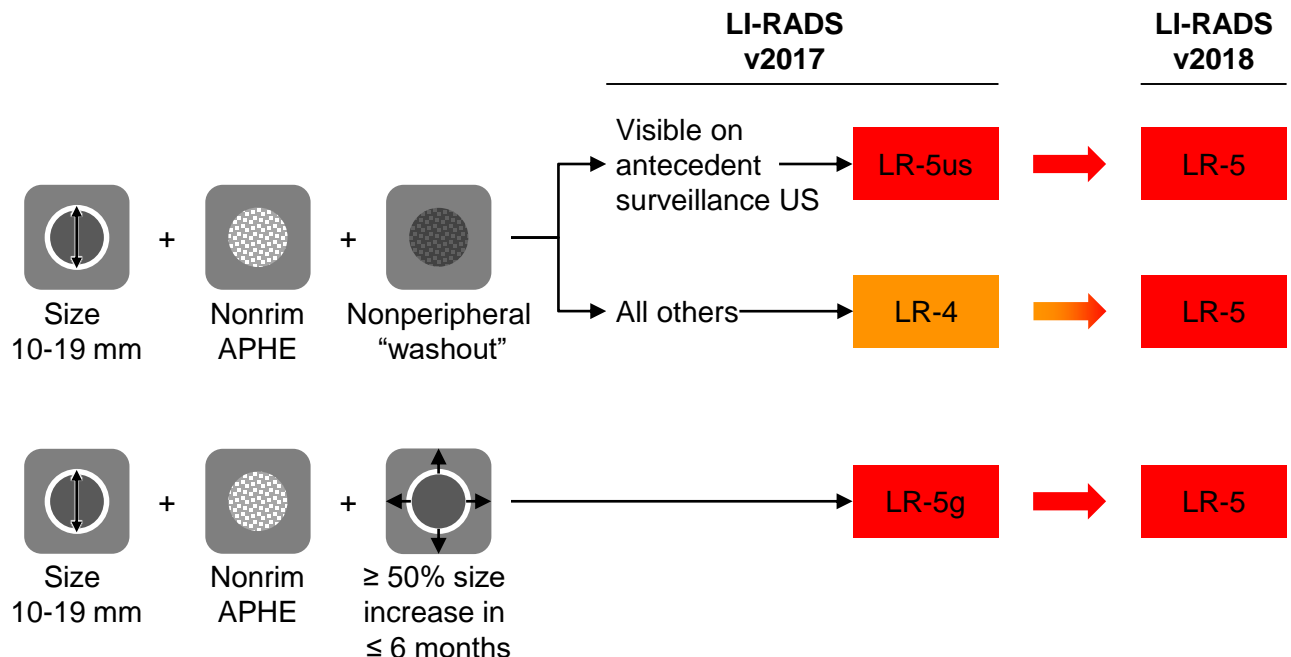 LI-RADS
v2017
LI-RADS
v2018
Visible on
antecedent
surveillance US
LR-5us
LR-5
+
+
Size
10-19 mm
Nonrim
APHE
Nonperipheral
“washout”
All others
LR-4
LR-5
+
+
LR-5g
LR-5
Size
10-19 mm
Nonrim
APHE
≥ 50% size
increase in
≤ 6 months